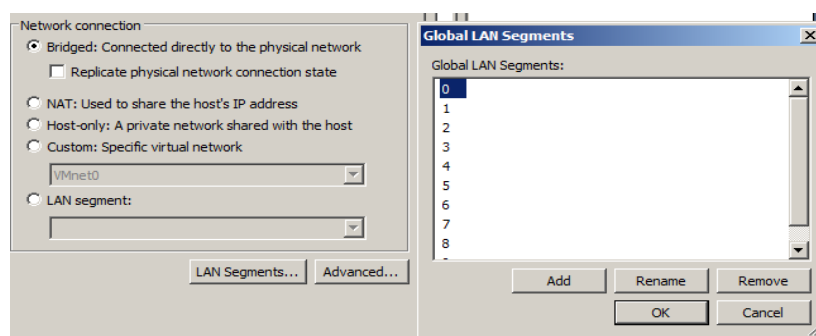 Network connection
Bridged: Connected directly to the physical network
Replicate physical network connection state
NAT: Used to share the host's IP address
Host-only: A private network shared with the host
Custom: Specific virtual network
VMnet0
LAN segment:
LAN Segments...
Advanced...
Global LAN Segments
Global LAN Segments:
0
1
2
3
4
5
6
7
8
Add
Rename
Remove
OK
Cancel